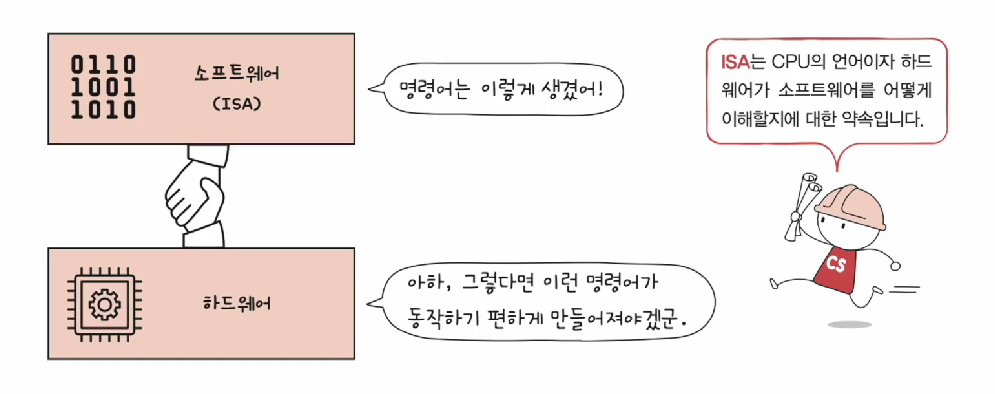 0110
1001
1010
소프트웨어
(ISA)
명령어는 이렇게 생겼어!
ISA는 CPU의 언어이자 하드
웨어가 소프트웨어를 어떻게
이해할지에 대한 약속입니다.
CS
하드웨어
아하, 그렇다면 이런 명령어가
동작하기 편하게 만들어져야겠군.